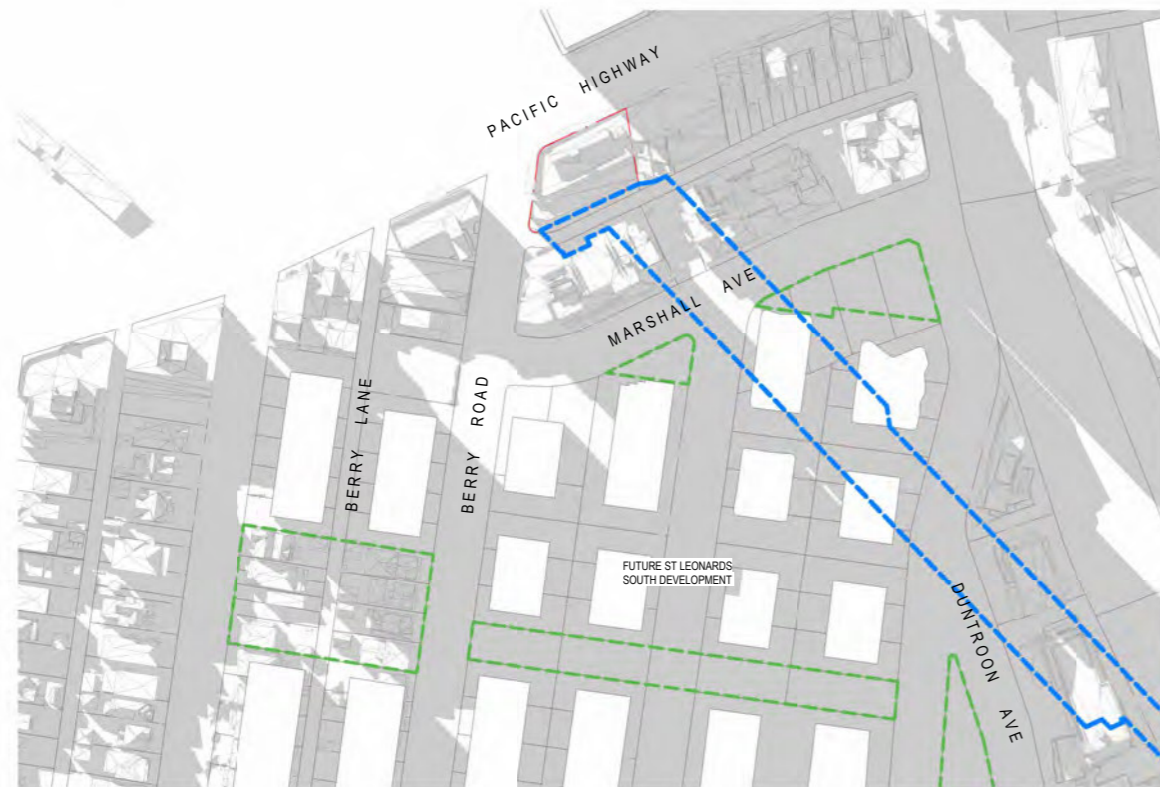 PACIFIC HIGHWAY
MARSHALL AVE
BERRY LANE
BERRY ROAD
FUTURE ST LEONARDS
SOUTH DEVELOPMENT
DUNTROON AVE